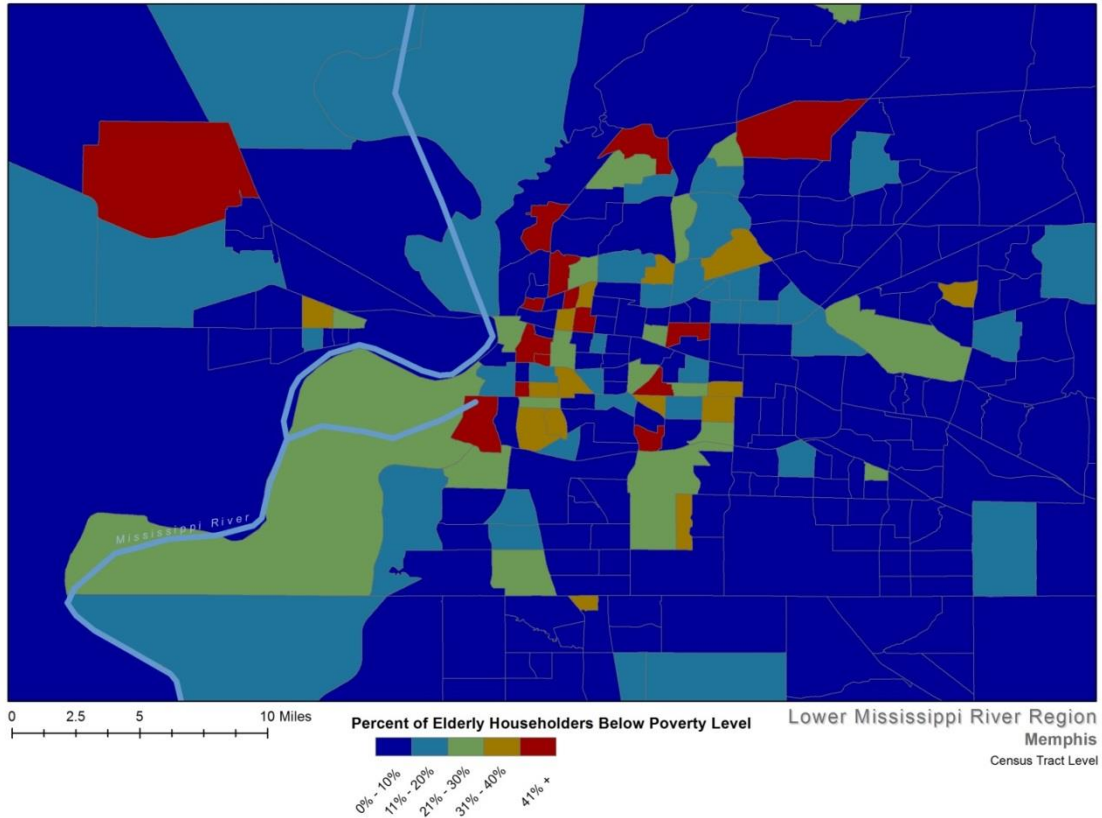 Mississippi River
0 2.5 5 10 Miles
Percent of Elderly Householders Below Poverty Level
0% - 10%
11% - 20%
21% - 30%
31% - 40%
41% +
Lower Mississippi River Region
Memphis
Census Tract Level